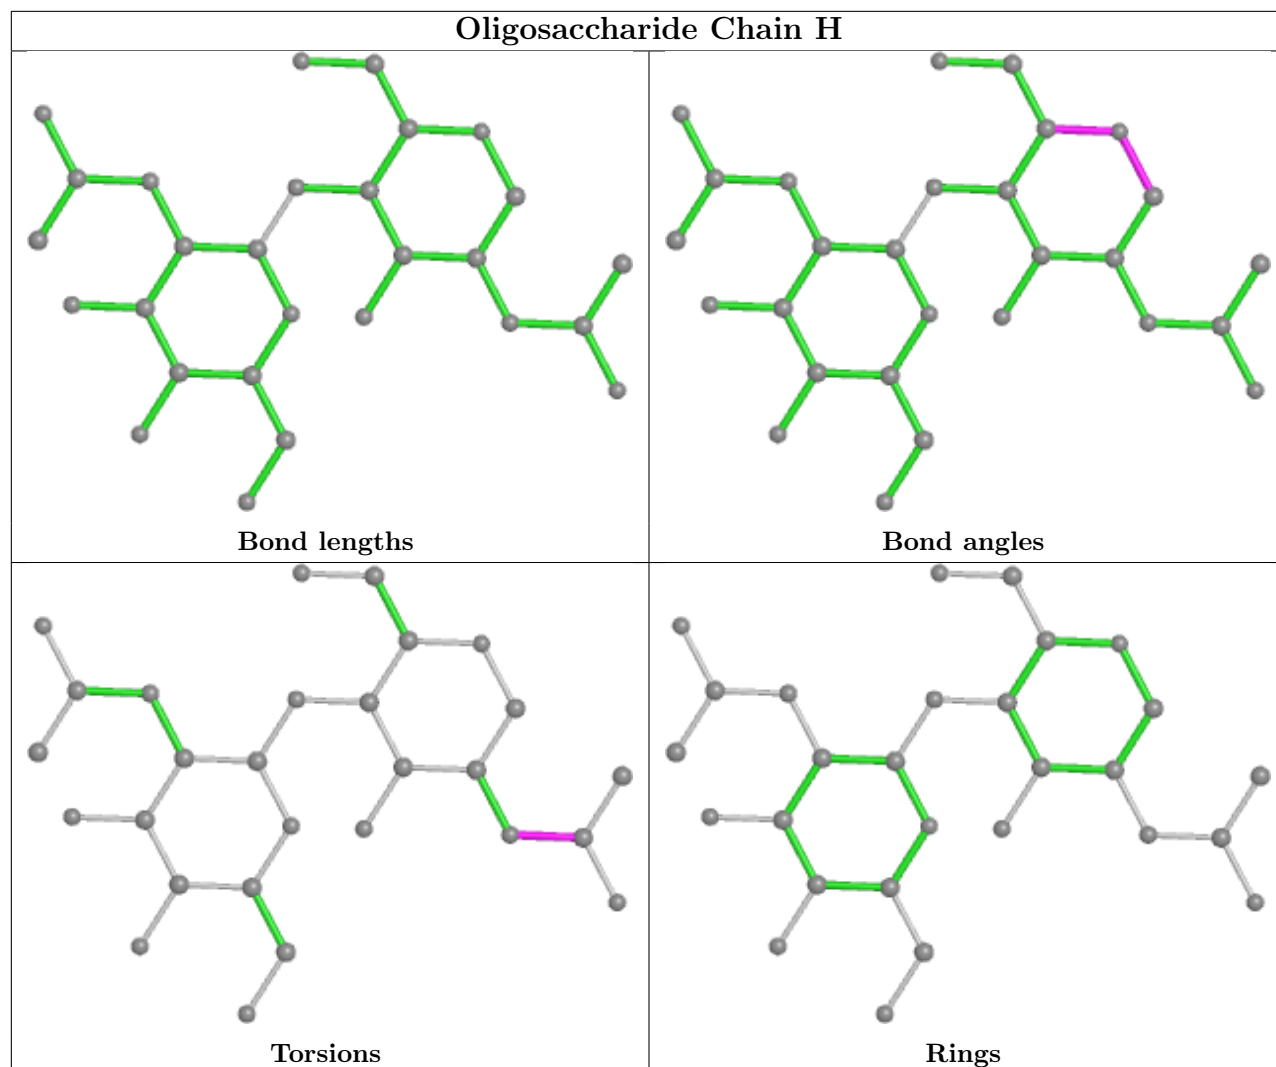 Oligosaccharide Chain H
Bond lengths
Bond angles
Torsions
Rings